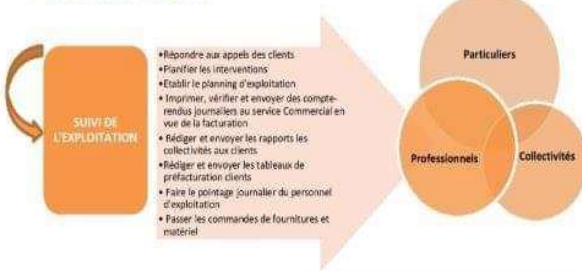 SUIVI DE
L'EXPLOITATION
•Répondre aux appels des clients
•Planifier les interventions
•Etablir le planning d'exploitation
• Imprimer, vérifier et envoyer des compte-
rendus journaliers au service Commercial en
vue de la facturation
• Rédiger et envoyer les rapports les
collectivités aux clients
•Rédiger et envoyer les tableaux de
préfacturation clients
• Faire le pointage journalier du personnel
d'exploitation
• Passer les commandes de fournitures et
matériel
Particuliers
Professionnels
Collectivités